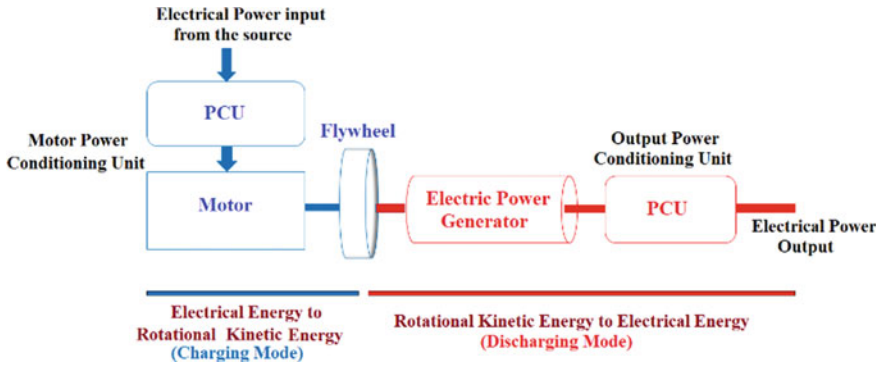 Electrical Power input
from the source
PCU
Motor Power
Conditioning Unit
Flywheel
Motor
Electric Power
Generator
Output Power
Conditioning Unit
PCU
Electrical Power
Output
Electrical Energy to
Rotational Kinetic Energy
(Charging Mode)
Rotational Kinetic Energy to Electrical Energy
(Discharging Mode)